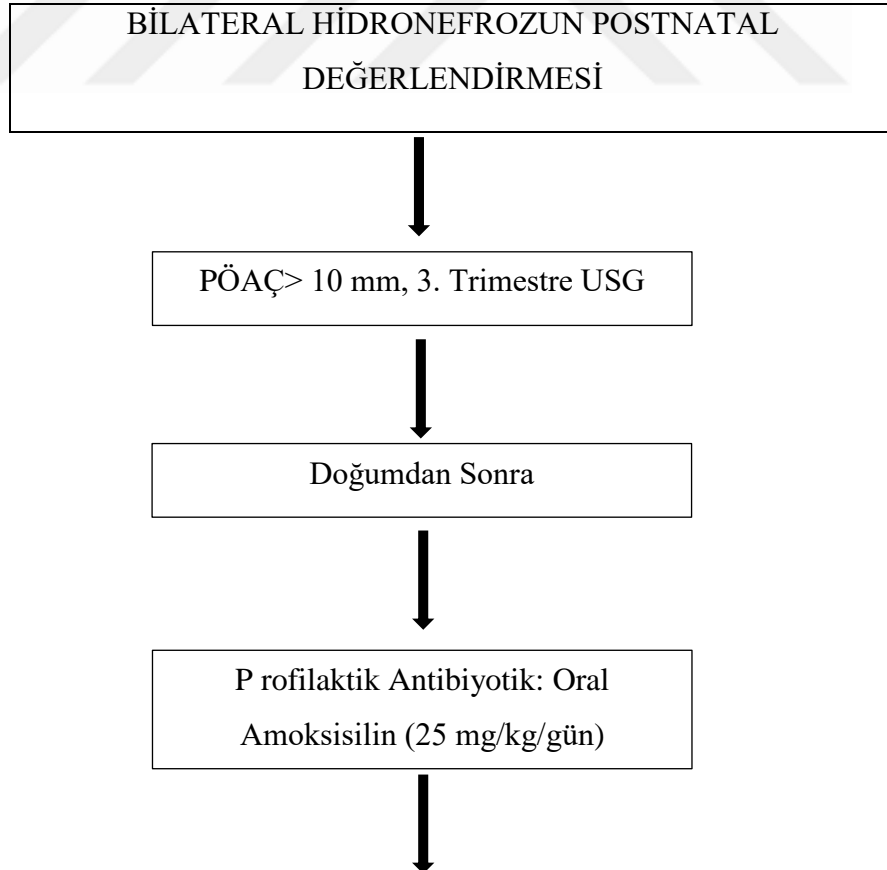 BİLATERAL HİDRONEFROZUN POSTNATAL
DEĞERLENDİRMESİ
PÖAÇ> 10 mm, 3. Trimestre USG
Doğumdan Sonra
P rofilaktik Antibiyotik: Oral
Amoksisilin (25 mg/kg/gün)